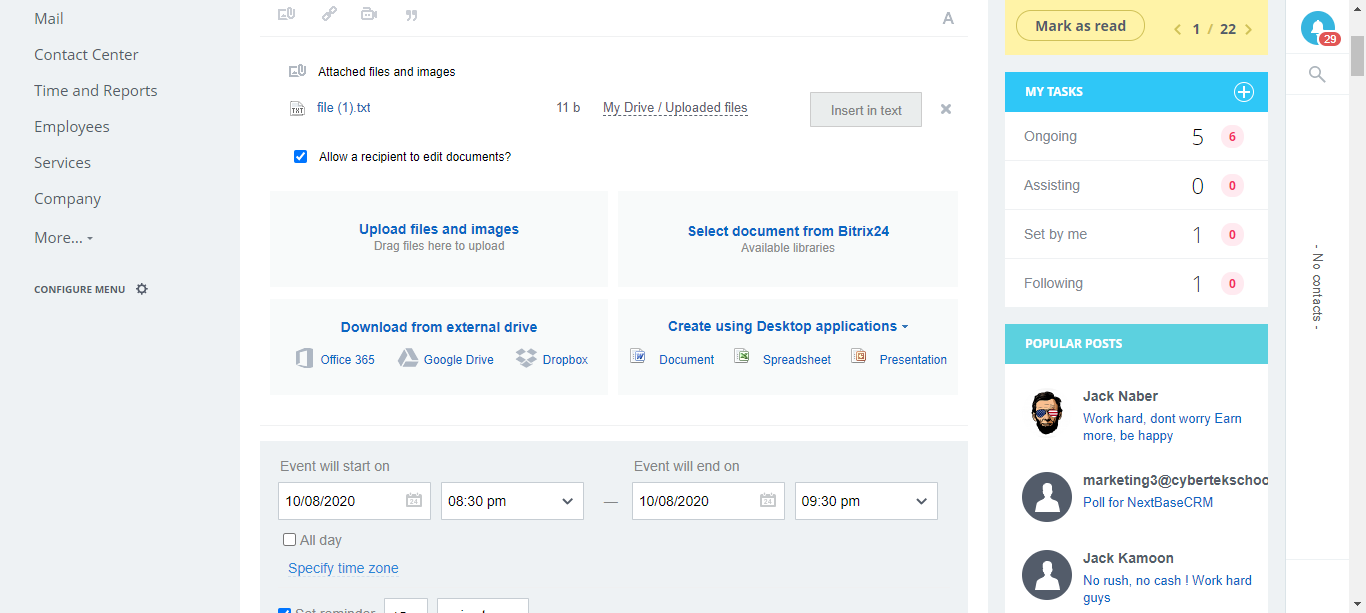 Mail
Contact Center
Time and Reports
Employees
Services
Company
More...
CONFIGURE MENU
A
Attached files and images
file (1).txt 11 b My Drive / Uploaded files Insert in text
Allow a recipient to edit documents?
Upload files and images
Drag files here to upload
Select document from Bitrix24
Available libraries
Download from external drive
Office 365 Google Drive Dropbox
Create using Desktop applications
Document Spreadsheet Presentation
Event will start on
10/08/2020 24 08:30 pm
—
Event will end on
10/08/2020 24 09:30 pm
All day
Specify time zone
Set reminder
Mark as read
1 / 22
MY TASKS
Ongoing 5 6
Assisting 0 0
Set by me 1 0
Following 1 0
POPULAR POSTS
Jack Naber
Work hard, dont worry Earn
more, be happy
marketing3@cybertekschoo
Poll for NextBaseCRM
Jack Kamoon
No rush, no cash ! Work hard
guys
29
- No contacts -